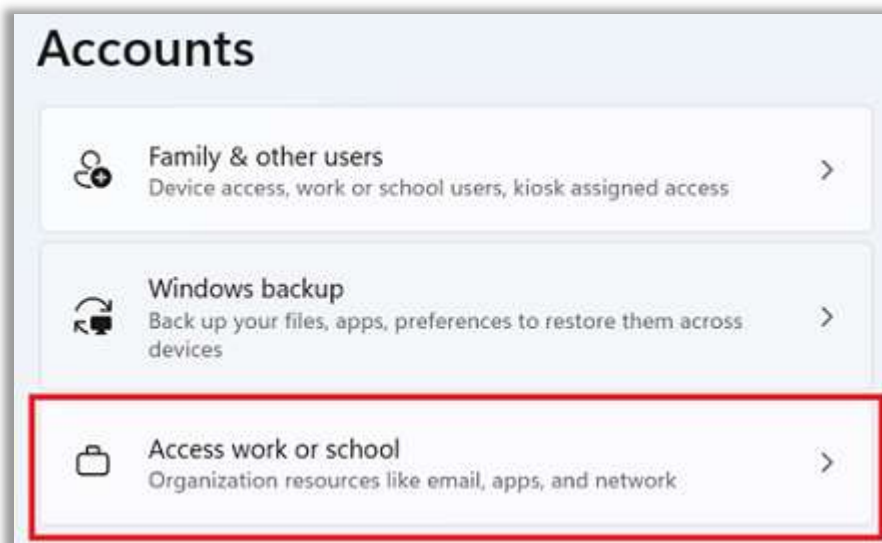 Accounts
Family & other users
Device access, work or school users, kiosk assigned access
Windows backup
Back up your files, apps, preferences to restore them across
devices
Access work or school
Organization resources like email, apps, and network